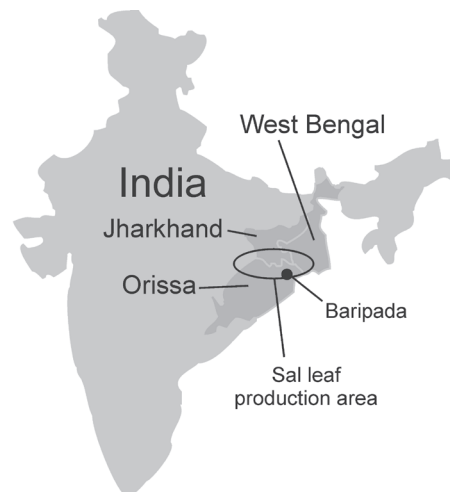 West Bengal
India
Jharkhand
Orissa
Baripada
Sal leaf
production area